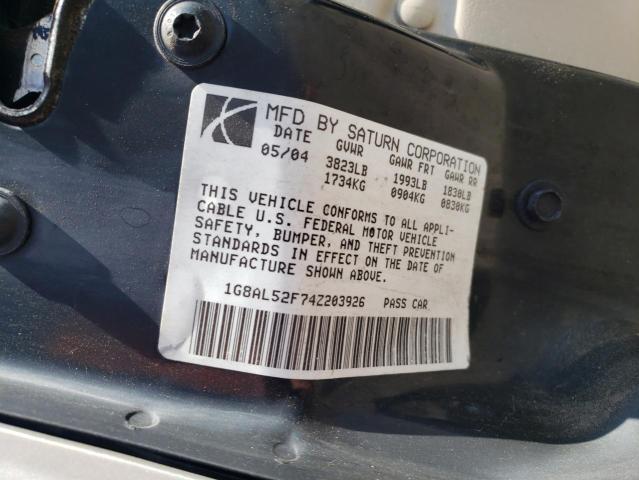 MFD BY SATURN CORPORATION
DATE GVWR GAWR FRT GAWR RR
05/04 3823LB 1993LB 1830LB
1734KG 0904KG 0830KG
THIS VEHICLE CONFORMS TO ALL APPLI-
CABLE U.S. FEDERAL MOTOR VEHICLE
SAFETY, BUMPER, AND THEFT PREVENTION
STANDARDS IN EFFECT ON THE DATE OF
MANUFACTURE SHOWN ABOVE.
1G8AL52F74Z203926 PASS CAR